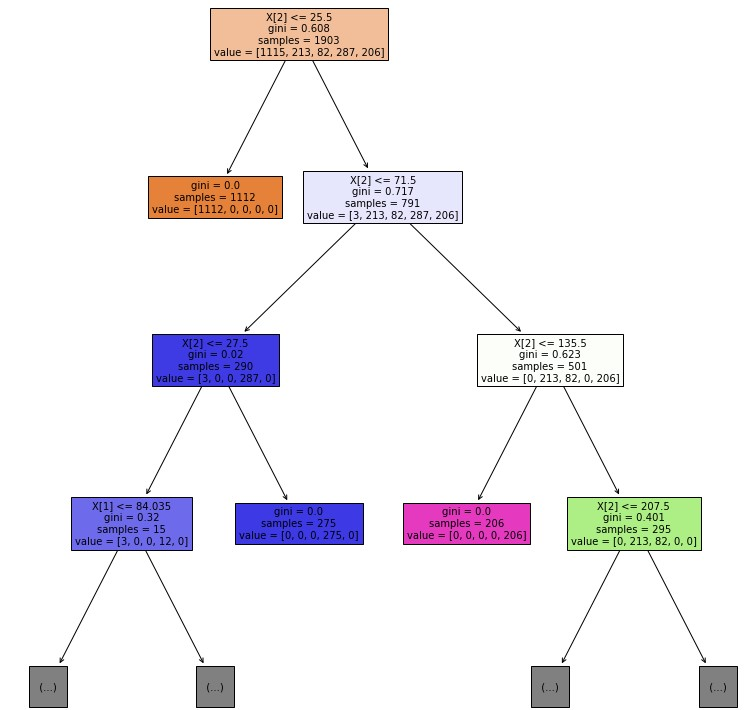 X[2] <= 25.5
gini = 0.608
samples = 1903
value = [1115, 213, 82, 287, 206]
gini = 0.0
samples = 1112
value = [1112, 0, 0, 0, 0]
X[2] <= 71.5
gini = 0.717
samples = 791
value = [3, 213, 82, 287, 206]
X[2] <= 27.5
gini = 0.02
samples = 290
value = [3, 0, 0, 287, 0]
X[2] <= 135.5
gini = 0.623
samples = 501
value = [0, 213, 82, 0, 206]
X[1] <= 84.035
gini = 0.32
samples = 15
value = [3, 0, 0, 12, 0]
gini = 0.0
samples = 275
value = [0, 0, 0, 275, 0]
gini = 0.0
samples = 206
value = [0, 0, 0, 0, 206]
X[2] <= 207.5
gini = 0.401
samples = 295
value = [0, 213, 82, 0, 0]
(...)
(...)
(...)
(...)